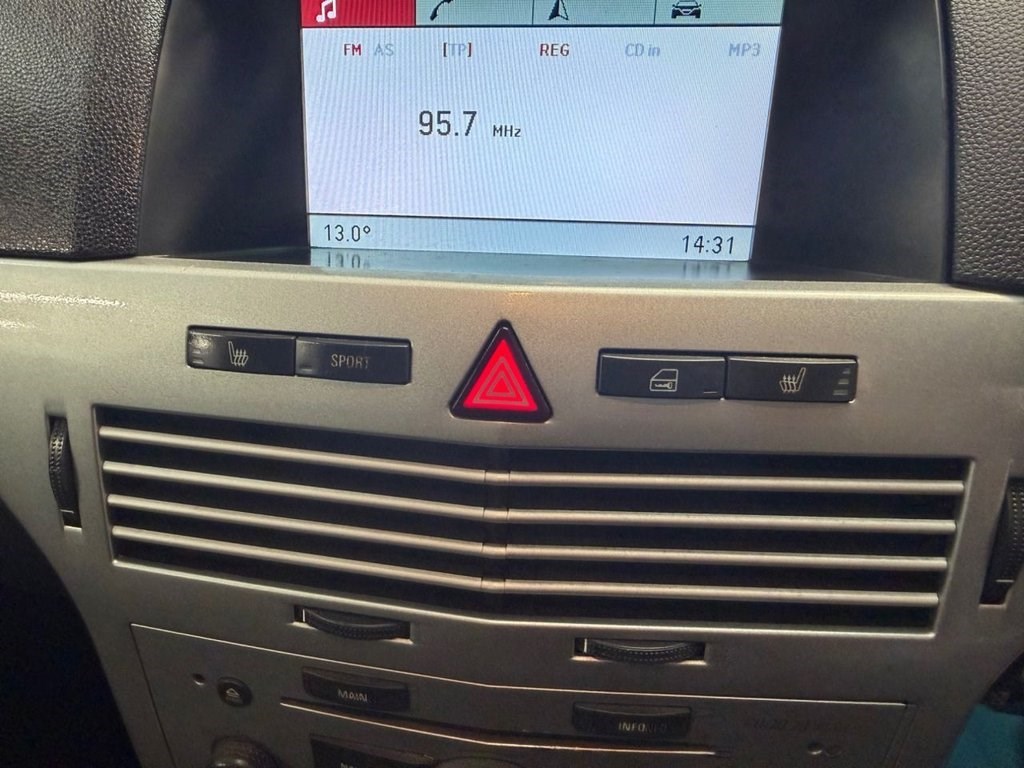 FM AS [TP] REG CD in MP3
95.7 MHz
13.0° 14:31
SPORT
MAIN
INFO